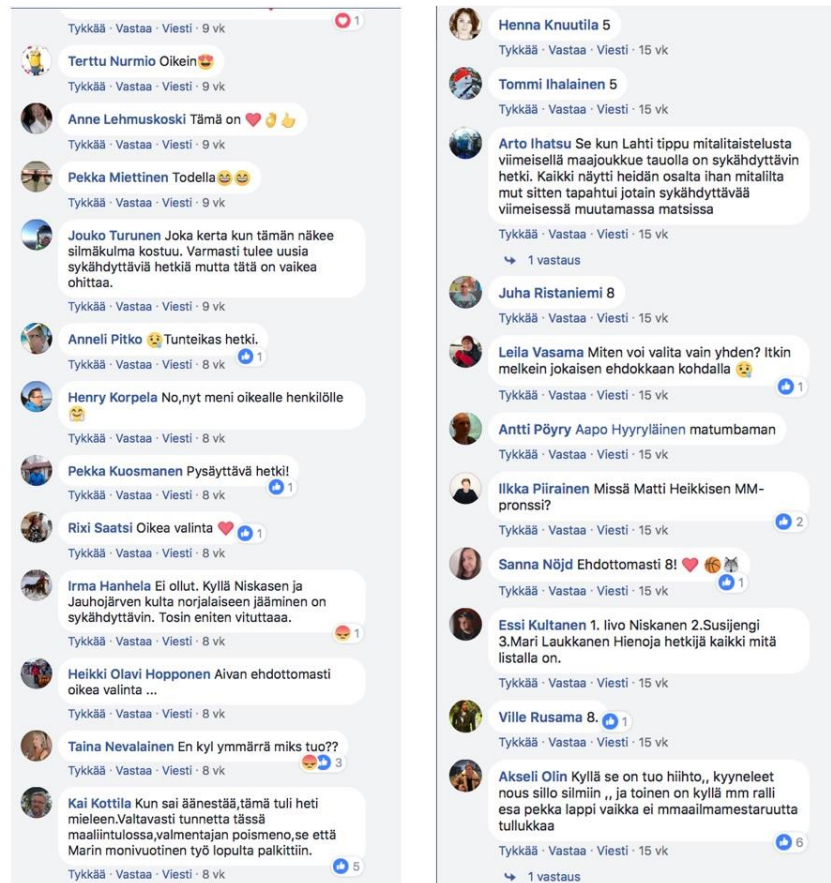 1
Tykkää · Vastaa · Viesti · 9 vk
Terttu Nurmio Oikein😍
Tykkää · Vastaa · Viesti · 9 vk
Anne Lehmuskoski Tämä on ❤️👌👍
Tykkää · Vastaa · Viesti · 9 vk
Pekka Miettinen Todella😂😂
Tykkää · Vastaa · Viesti · 9 vk
Jouko Turunen Joka kerta kun tämän näkee
silmäkulma kostuu. Varmasti tulee uusia
sykähdyttäviä hetkiä mutta tätä on vaikea
ohittaa.
Tykkää · Vastaa · Viesti · 9 vk
Anneli Pitko 😢Tunteikas hetki.
1
Tykkää · Vastaa · Viesti · 8 vk
Henry Korpela No,nyt meni oikealle henkilölle
🤗
Tykkää · Vastaa · Viesti · 8 vk
Pekka Kuosmanen Pysäyttävä hetki!
1
Tykkää · Vastaa · Viesti · 8 vk
Rixi Saatsi Oikea valinta ❤️ 1
Tykkää · Vastaa · Viesti · 8 vk
Irma Hanhela Ei ollut. Kyllä Niskasen ja
Jauhojärven kulta norjalaiseen jääminen on
sykähdyttävin. Tosin eniten vituttaaa.
1
Tykkää · Vastaa · Viesti · 8 vk
Heikki Olavi Hopponen Aivan ehdottomasti
oikea valinta ...
Tykkää · Vastaa · Viesti · 8 vk
Taina Nevalainen En kyl ymmärrä miks tuo??
3
Tykkää · Vastaa · Viesti · 8 vk
Kai Kottila Kun sai äänestää,tämä tuli heti
mieleen.Valtavasti tunnetta tässä
maaliintulossa,valmentajan poismeno,se että
Marin monivuotinen työ lopulta palkittiin.
5
Tykkää · Vastaa · Viesti · 8 vk
Henna Knuutila 5
Tykkää · Vastaa · Viesti · 15 vk
Tommi Ihalainen 5
Tykkää · Vastaa · Viesti · 15 vk
Arto Ihatsu Se kun Lahti tippu mitalitaistelusta
viimeisellä maajoukkue tauolla on sykähdyttävin
hetki. Kaikki näytti heidän osalta ihan mitalilta
mut sitten tapahtui jotain sykähdyttävää
viimeisessä muutamassa matsissa
Tykkää · Vastaa · Viesti · 15 vk
1 vastaus
Juha Ristaniemi 8
Tykkää · Vastaa · Viesti · 15 vk
Leila Vasama Miten voi valita vain yhden? Itkin
melkein jokaisen ehdokkaan kohdalla 😢
1
Tykkää · Vastaa · Viesti · 15 vk
Antti Pöyry Aapo Hyyryläinen matumbaman
Tykkää · Vastaa · Viesti · 15 vk
Ilkka Piirainen Missä Matti Heikkisen MM-
pronssi?
2
Tykkää · Vastaa · Viesti · 15 vk
Sanna Nöjd Ehdottomasti 8! ❤️ 🏀🐺
1
Tykkää · Vastaa · Viesti · 15 vk
Essi Kultanen 1. Iivo Niskanen 2.Susijengi
3.Mari Laukkanen Hienoja hetkijä kaikki mitä
listalla on.
Tykkää · Vastaa · Viesti · 15 vk
Ville Rusama 8. 1
Tykkää · Vastaa · Viesti · 15 vk
Akseli Olin Kyllä se on tuo hiihto,, kyyneleet
nous sillo silmiin ,, ja toinen on kyllä mm ralli
esa pekka lappi vaikka ei mmaailmamestaruutta
tullukkaa
6
Tykkää · Vastaa · Viesti · 15 vk
1 vastaus